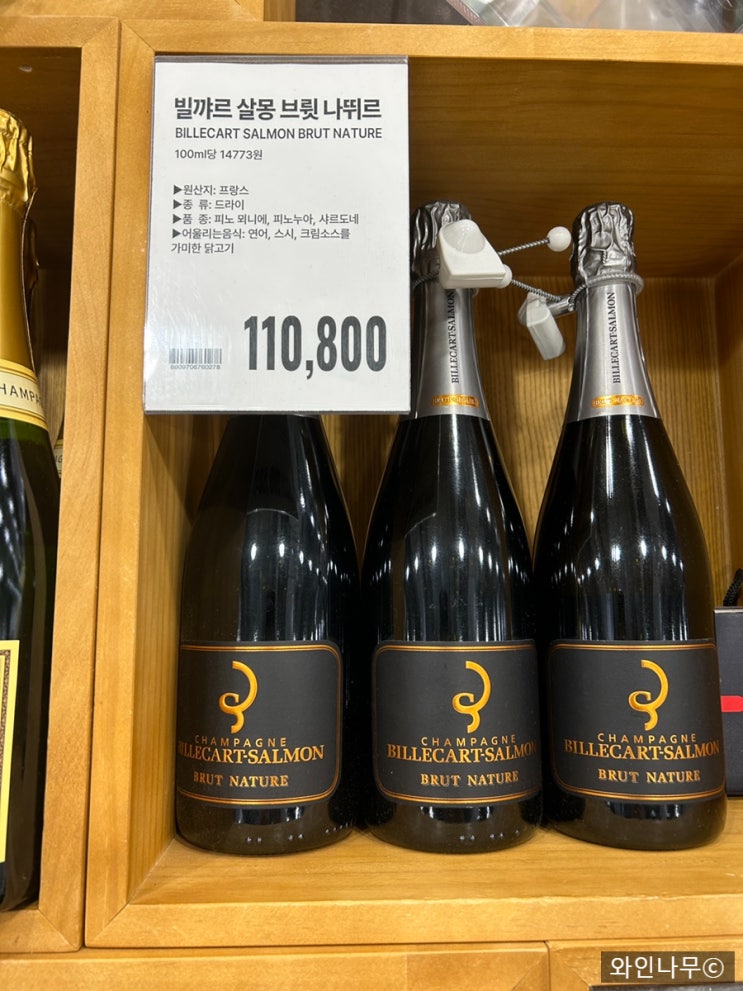 빌꺄르 살몽 브륏 나뛰르
BILLECART SALMON BRUT NATURE
100ml당 14773원
▶원산지: 프랑스
▶종 류: 드라이
▶품 종: 피노 뫼니에, 피노누아, 샤르도네
▶어울리는음식: 연어, 스시, 크림소스를
가미한 닭고기
110,800
8809706760278
BILLECART-SALMON
BILLECART-SALMON
CHAMPAGNE
BILLECART-SALMON
BRUT NATURE
CHAMPAGNE
BILLECART-SALMON
BRUT NATURE
CHAMPAGNE
BILLECART-SALMON
BRUT NATURE
와인나무©